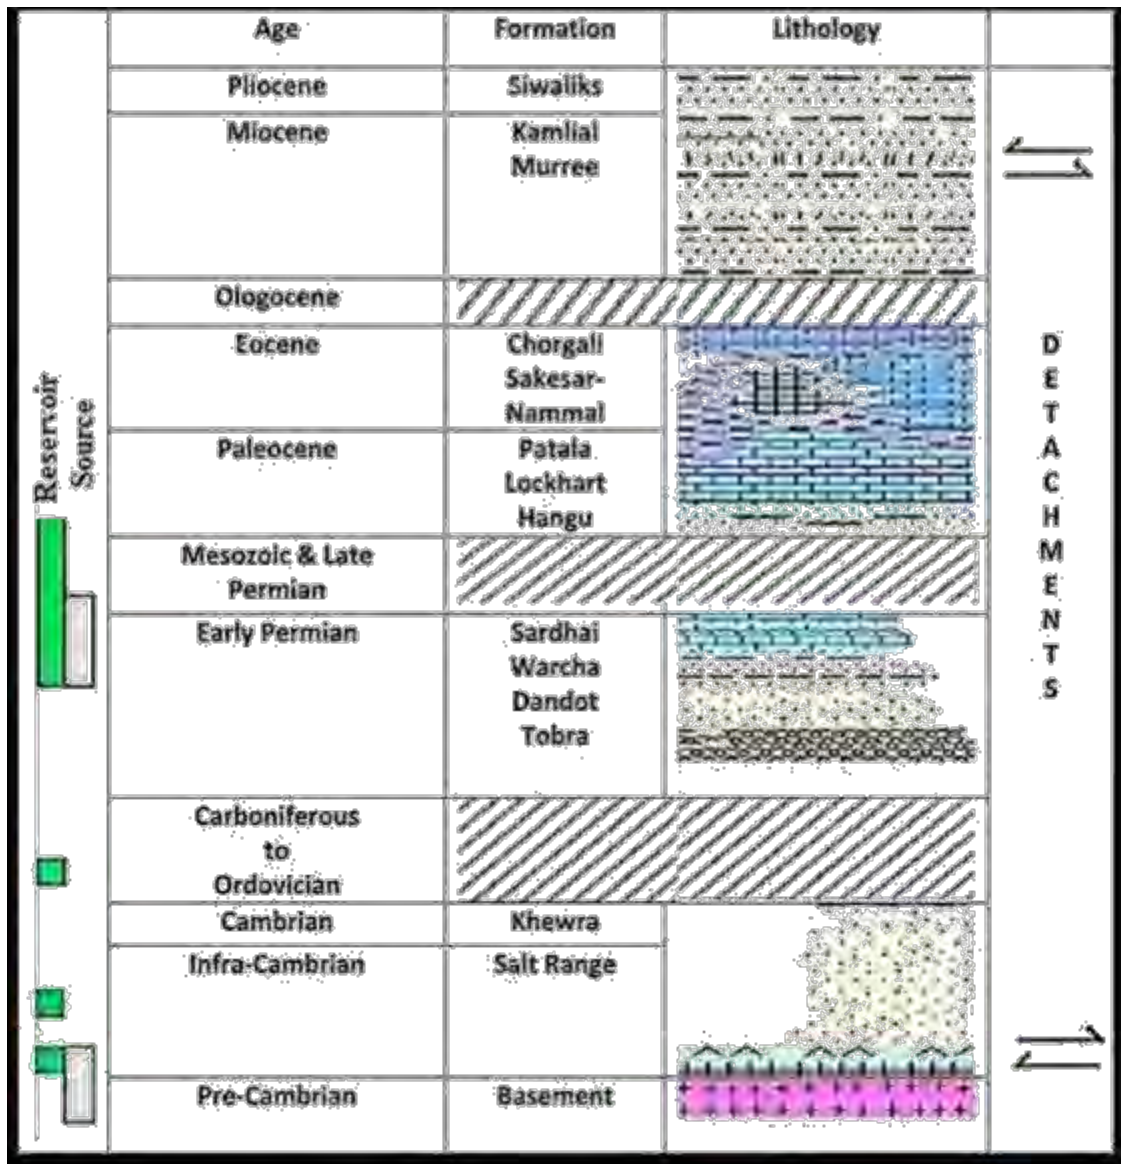 Age Formation Lithology
Pliocene Siwaliks
Miocene Kamlial
Murree
Ologocene
Eocene Chorgali
Sakesar-
Nammal
Paleocene Patala
Lockhart
Hangu
Mesozoic & Late
Permian
Early Permian Sardhai
Warcha
Dandot
Tobra
Carboniferous
to
Ordovician
Cambrian Khewra
Infra-Cambrian Salt Range
Pre-Cambrian Basement
Reservoir
Source
DETACHMENTS